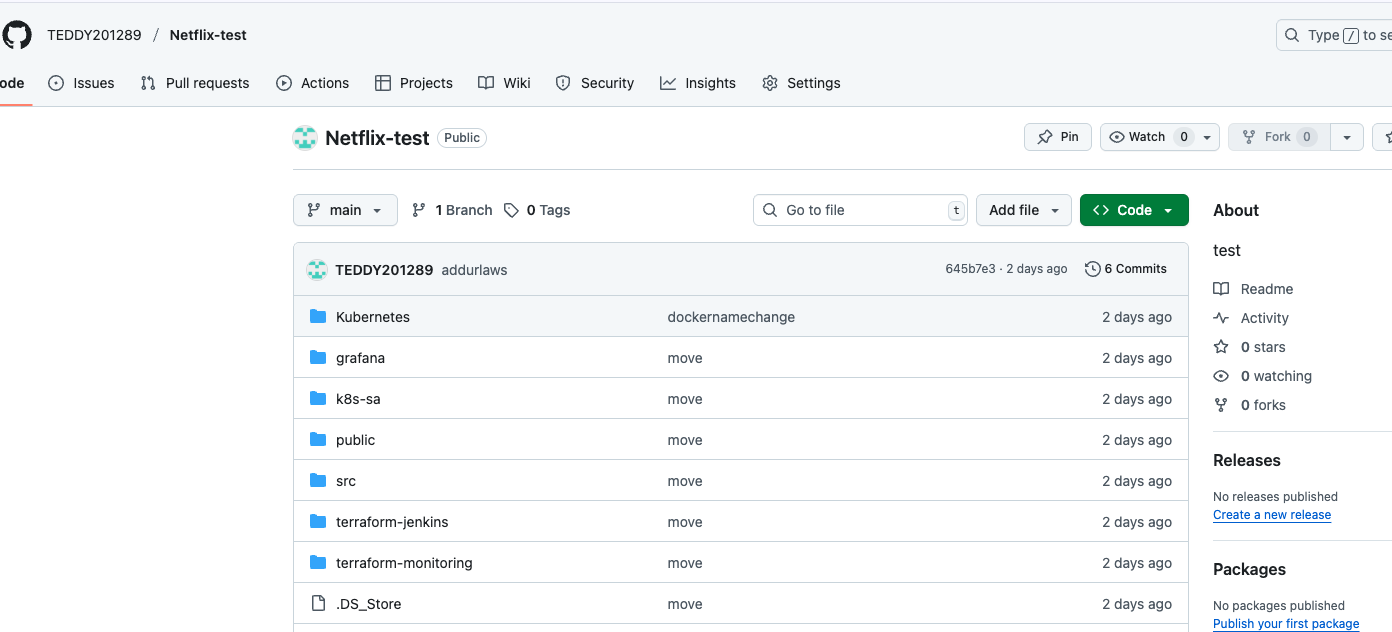 TEDDY201289 / Netflix-test
Type / to se
ode Issues Pull requests Actions Projects Wiki Security Insights Settings
Netflix-test Public
Pin Watch 0 Fork 0
main 1 Branch 0 Tags Go to file t Add file <> Code
TEDDY201289 addurlaws 645b7e3 · 2 days ago 6 Commits
Kubernetes dockernamechange 2 days ago
grafana move 2 days ago
k8s-sa move 2 days ago
public move 2 days ago
src move 2 days ago
terraform-jenkins move 2 days ago
terraform-monitoring move 2 days ago
.DS_Store move 2 days ago
About
test
Readme
Activity
0 stars
0 watching
0 forks
Releases
No releases published
Create a new release
Packages
No packages published
Publish your first package